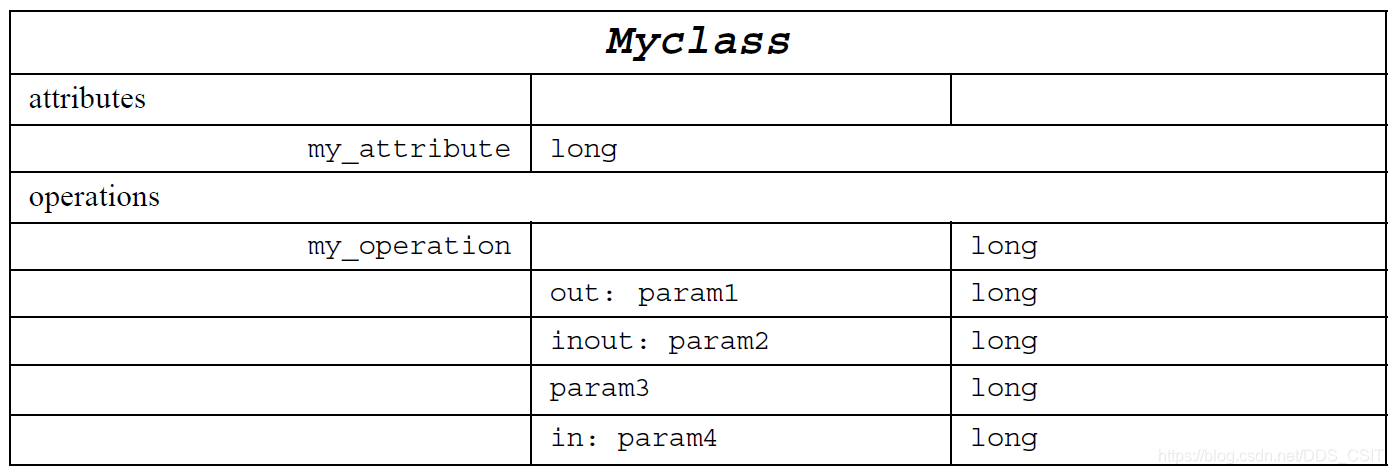 Myclass
attributes
my_attribute long
operations
my_operation long
out: param1 long
inout: param2 long
param3 long
in: param4 long
https://blog.csdn.net/DDS_CSIT